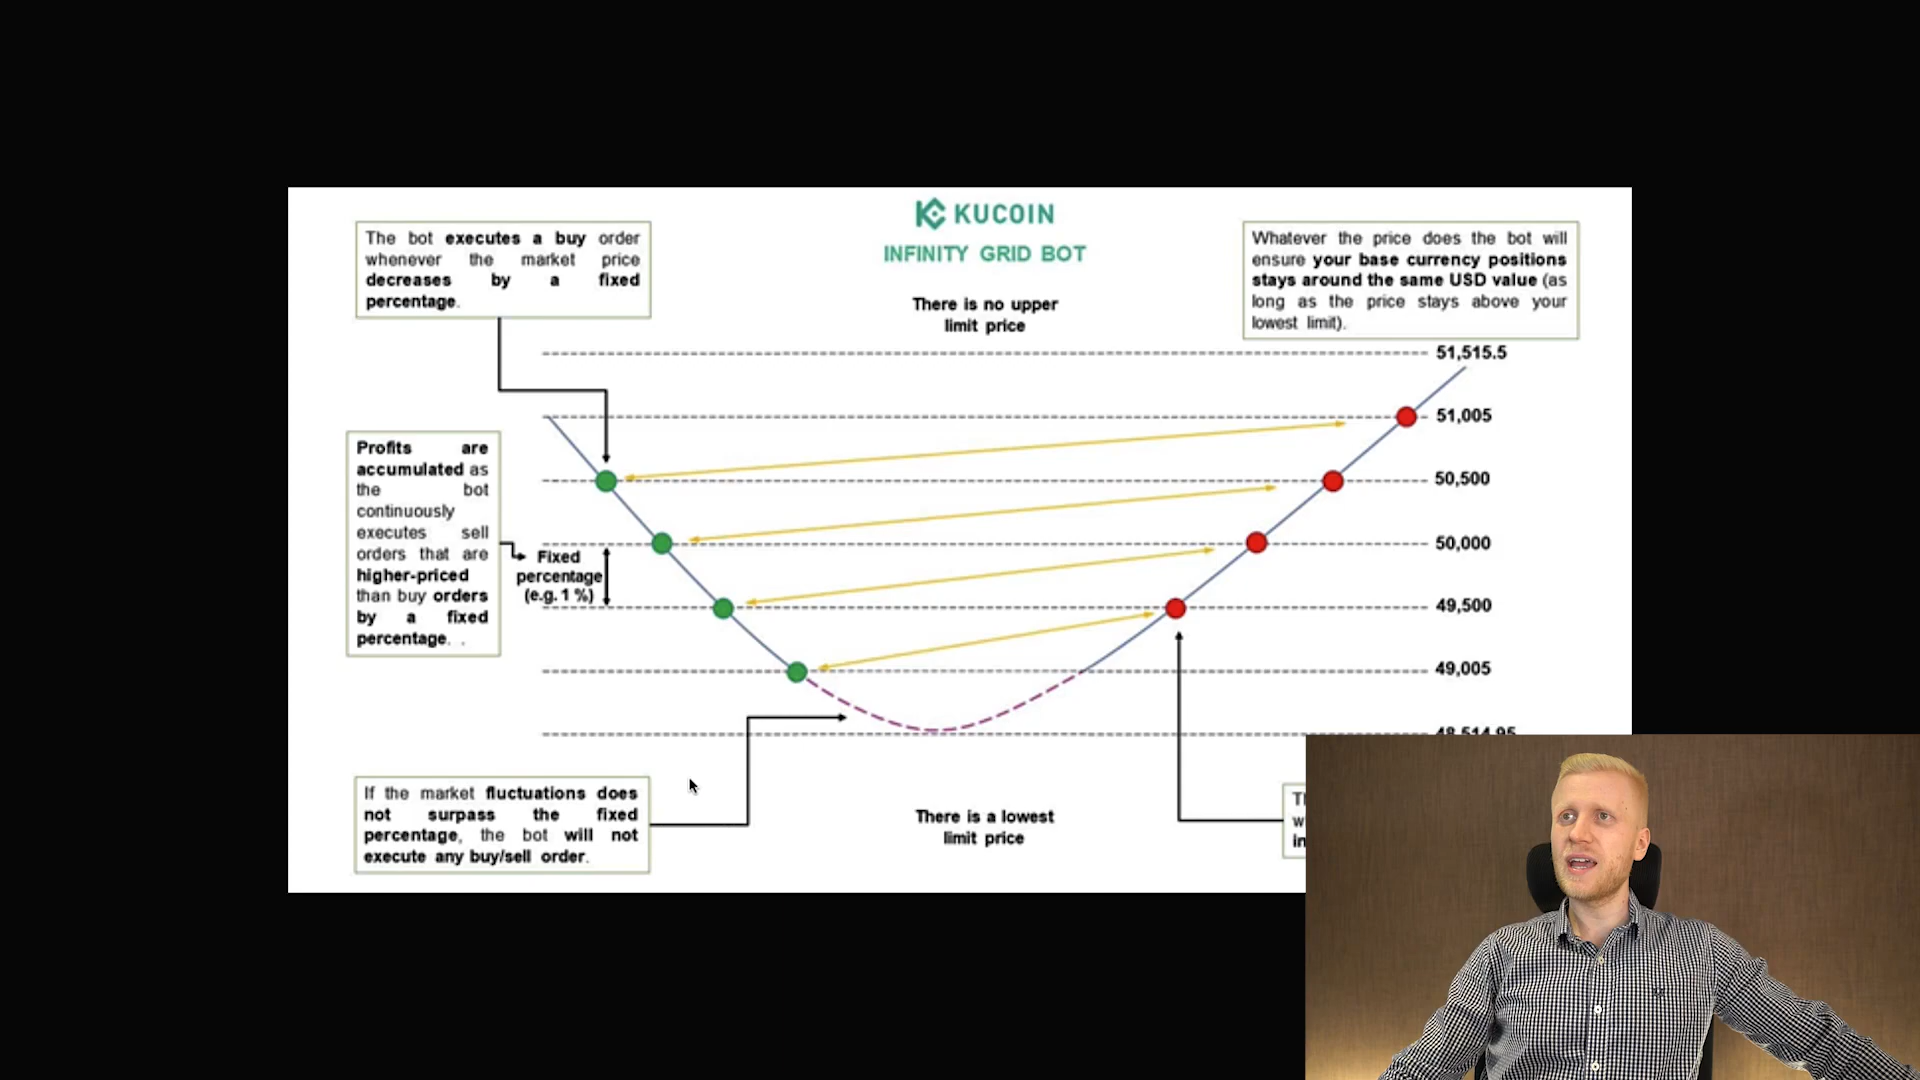 KUCOIN
INFINITY GRID BOT
The bot executes a buy order
whenever the market price
decreases by a fixed
percentage.
There is no upper
limit price
Whatever the price does the bot will
ensure your base currency positions
stays around the same USD value (as
long as the price stays above your
lowest limit).
51,515.5
51,005
50,500
50,000
49,500
49,005
48,514.95
Profits are
accumulated as
the bot
continuously
executes sell
orders that are
higher-priced
than buy orders
by a fixed
percentage. .
Fixed
percentage
(e.g. 1 %)
If the market fluctuations does
not surpass the fixed
percentage, the bot will not
execute any buy/sell order.
There is a lowest
limit price